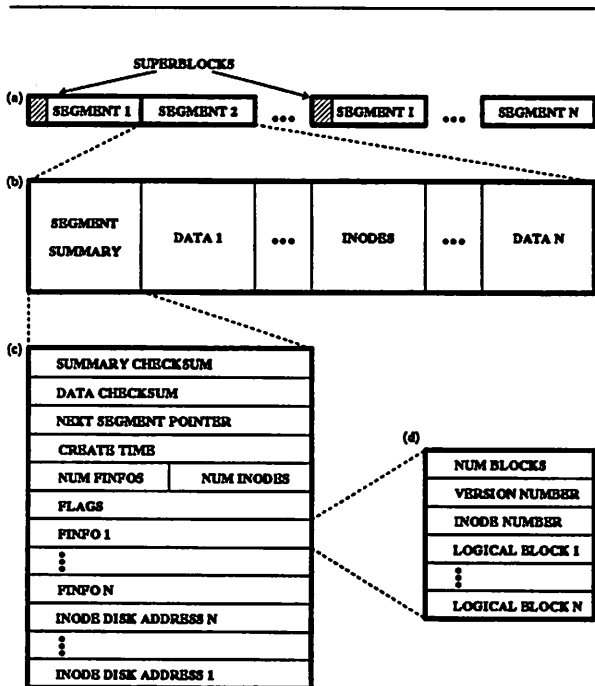 SUPERBLOCKS
(a) SEGMENT 1 SEGMENT 2 ••• SEGMENT I ••• SEGMENT N
(b) SEGMENT SUMMARY DATA 1 ••• INODES ••• DATA N
(c)
SUMMARY CHECKSUM
DATA CHECKSUM
NEXT SEGMENT POINTER
CREATE TIME
NUM FINFOS NUM INODES
FLAGS
FINFO 1
FINFO N
INODE DISK ADDRESS N
INODE DISK ADDRESS 1
(d)
NUM BLOCKS
VERSION NUMBER
INODE NUMBER
LOGICAL BLOCK 1
LOGICAL BLOCK N